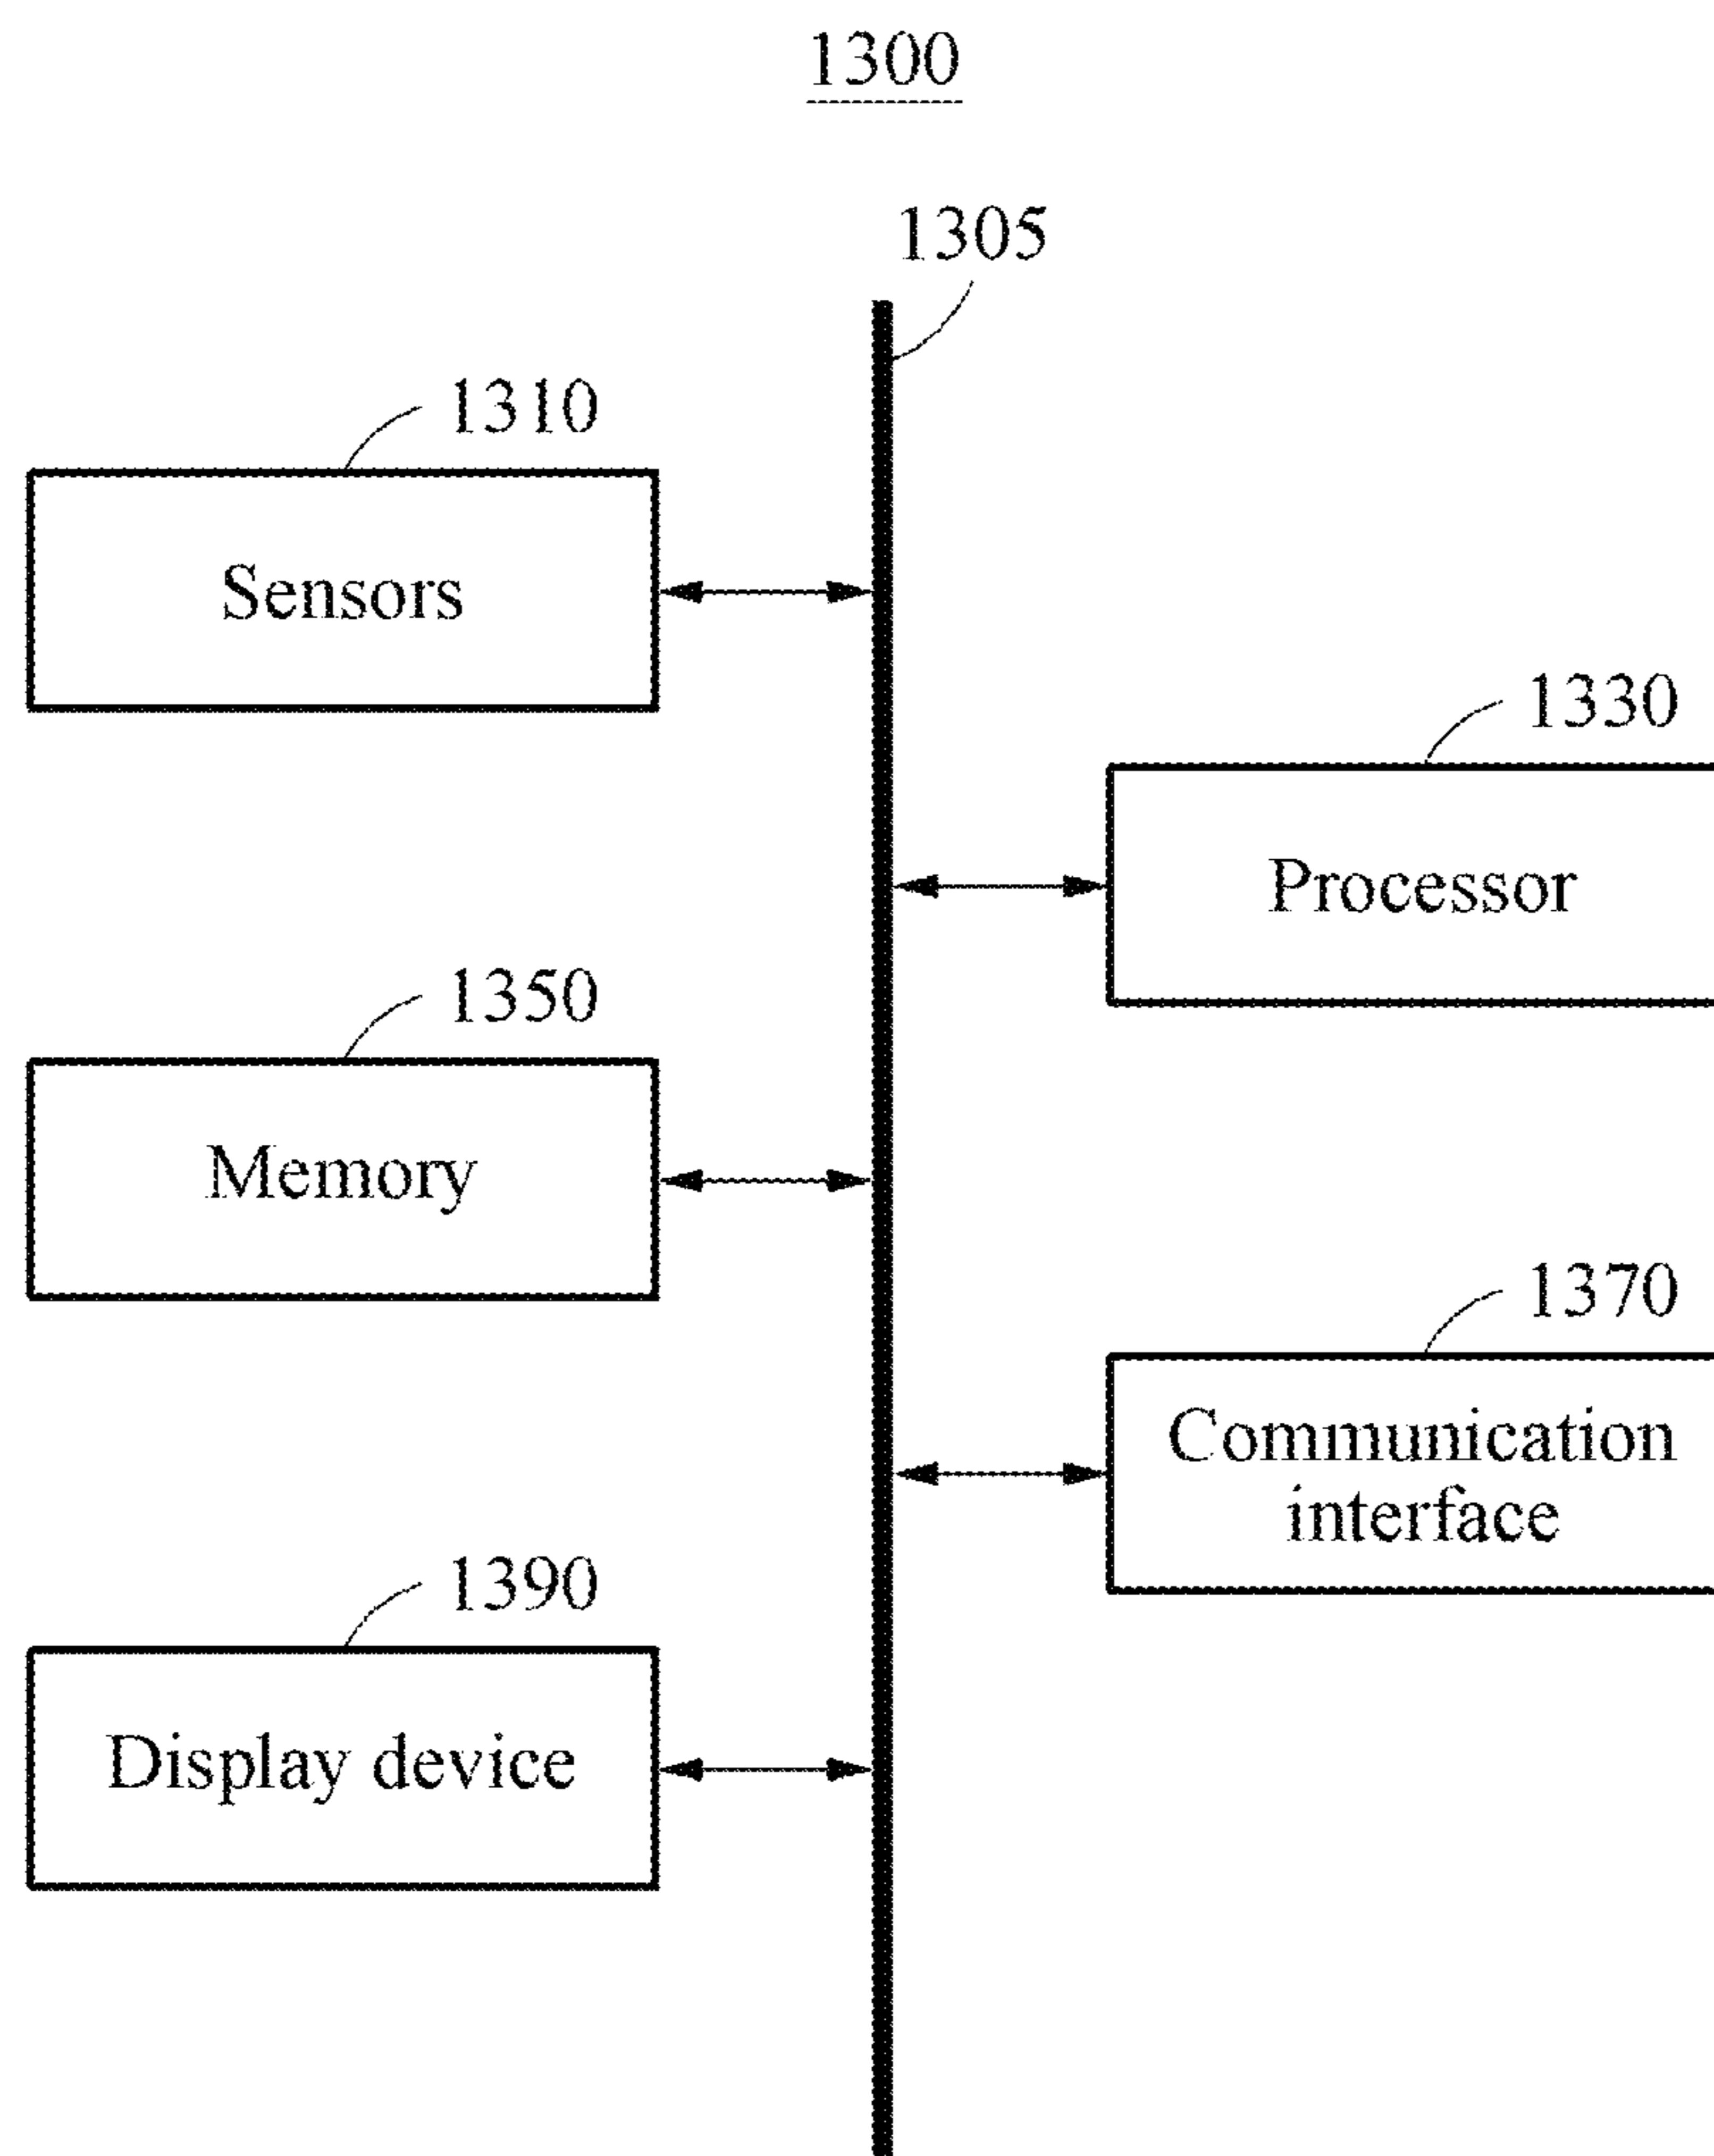 1300
1305
1310
Sensors
1330
Processor
1350
Memory
1370
Communication
interface
1390
Display device